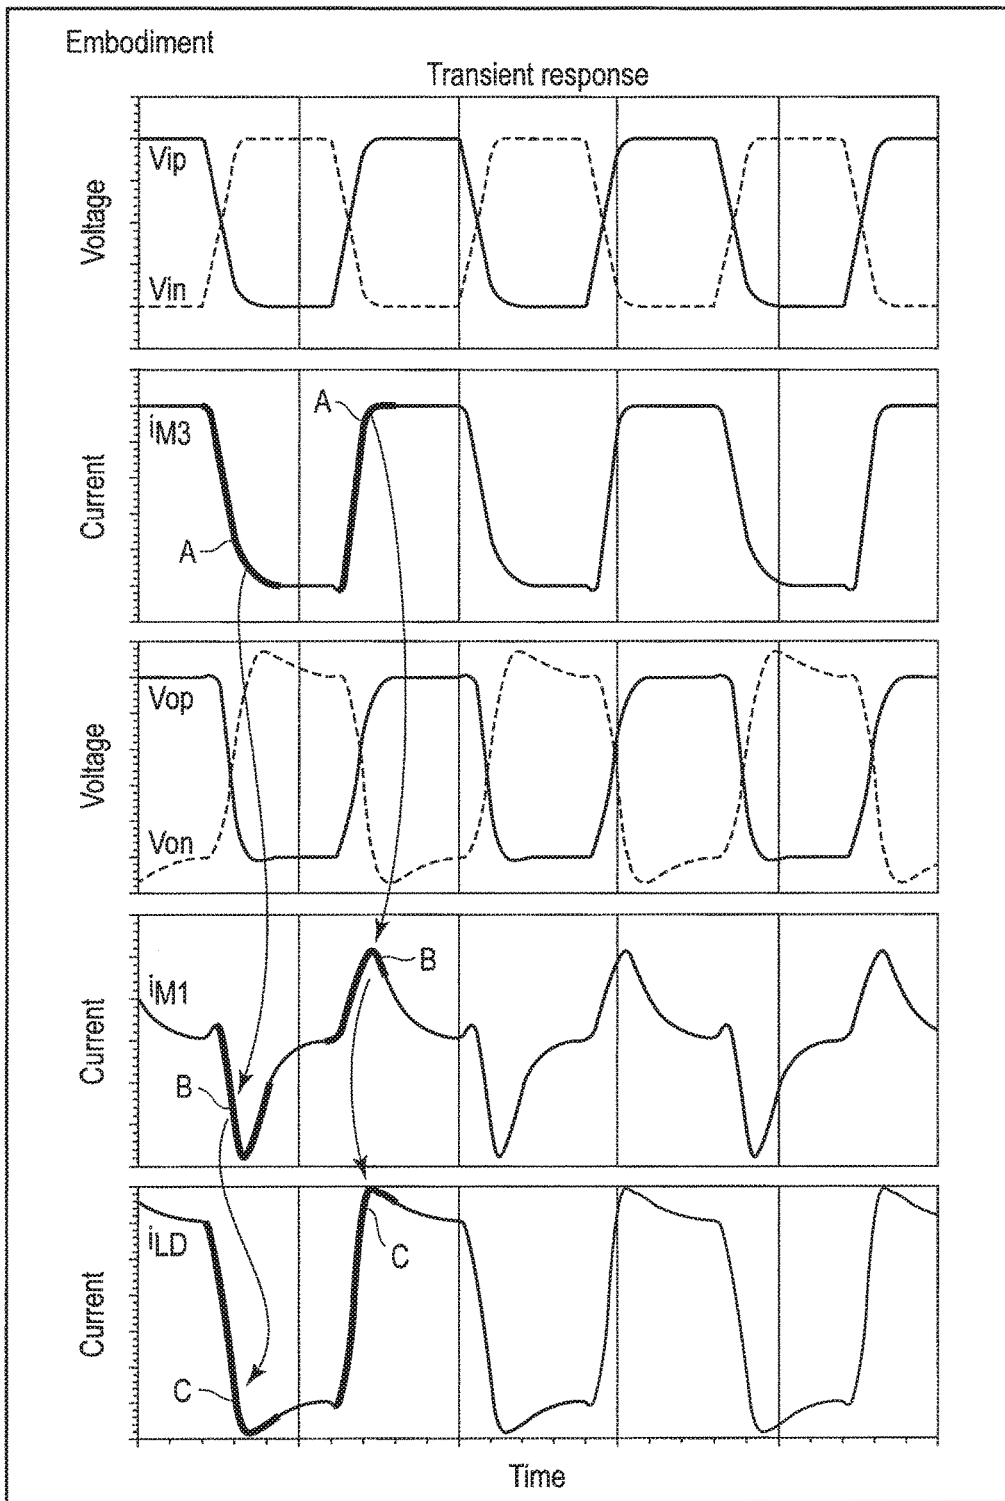 Embodiment
Transient response
Voltage
Vip
Vin
Current
iM3
A
A
Voltage
Vop
Von
Current
iM1
B
B
Current
iLD
C
C
Time